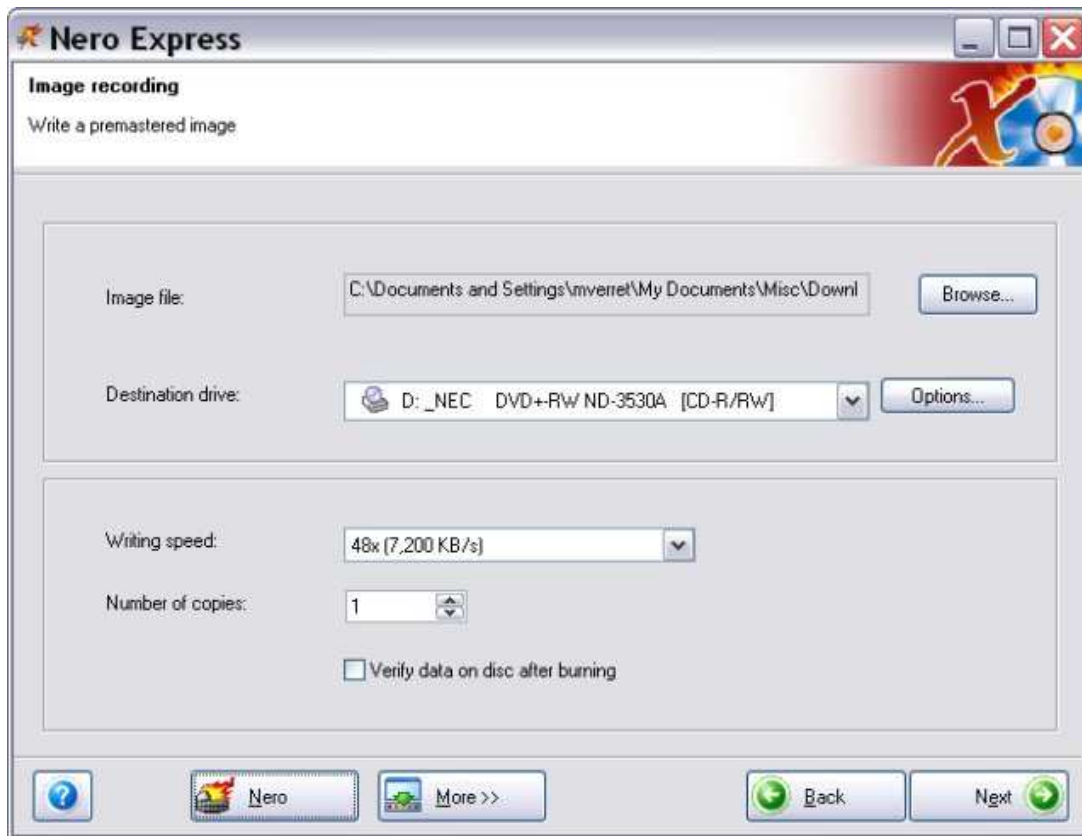 Nero Express
Image recording
Write a premastered image
Image file:
C:\Documents and Settings\mverret\My Documents\Misc\Downl
Browse...
Destination drive:
D: _NEC DVD+-RW ND-3530A [CD-R/RW]
Options...
Writing speed:
48x (7,200 KB/s)
Number of copies:
1
Verify data on disc after burning
Nero
More >>
Back
Next